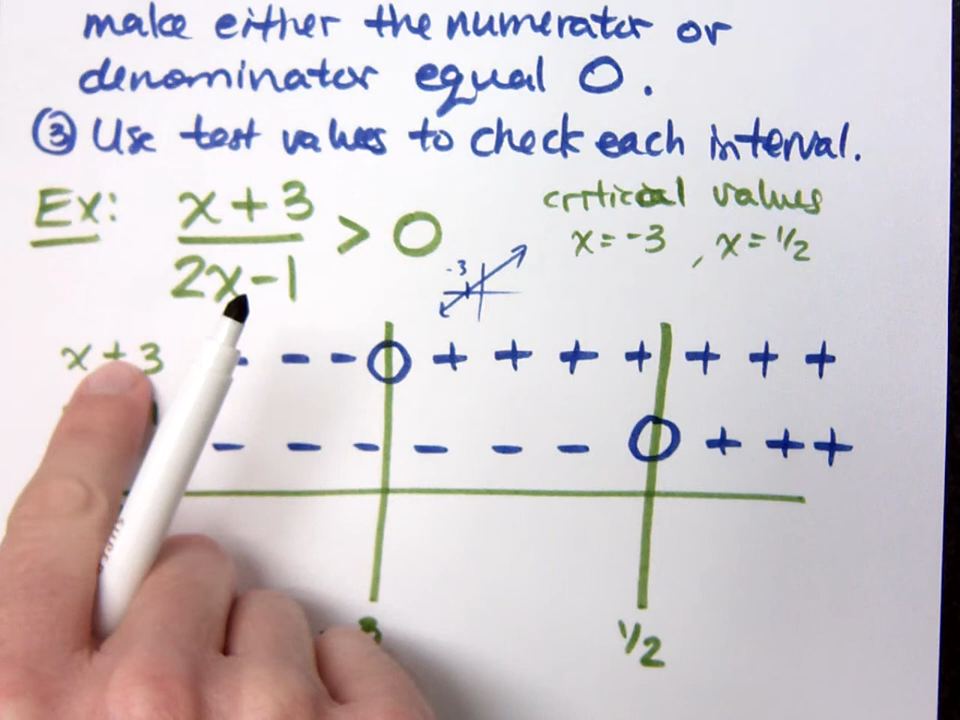 make either the numerator or
denominator equal 0.
③ Use test values to check each interval.
Ex: x+3 / 2x-1 > 0
critical values
x=-3 , x=1/2
-3
x+3 - - - 0 + + + + + + +
- - - - - - 0 + + +
1/2